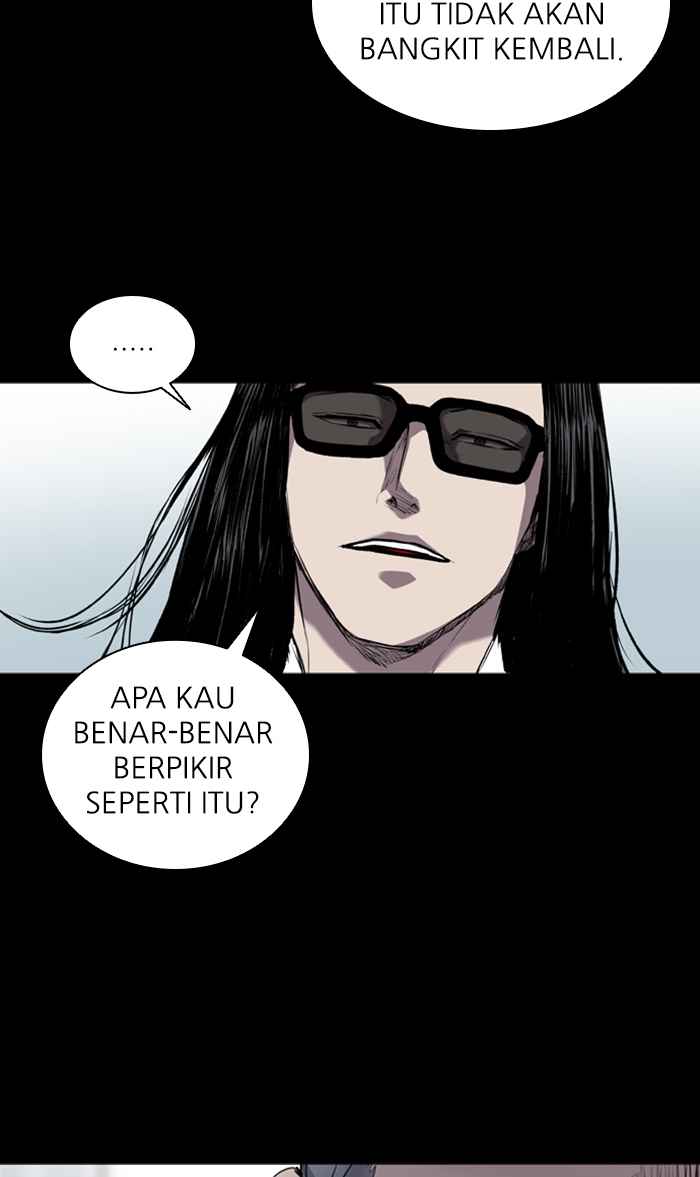 ITU TIDAK AKAN
BANGKIT KEMBALI.
.....
APA KAU
BENAR-BENAR
BERPIKIR
SEPERTI ITU?